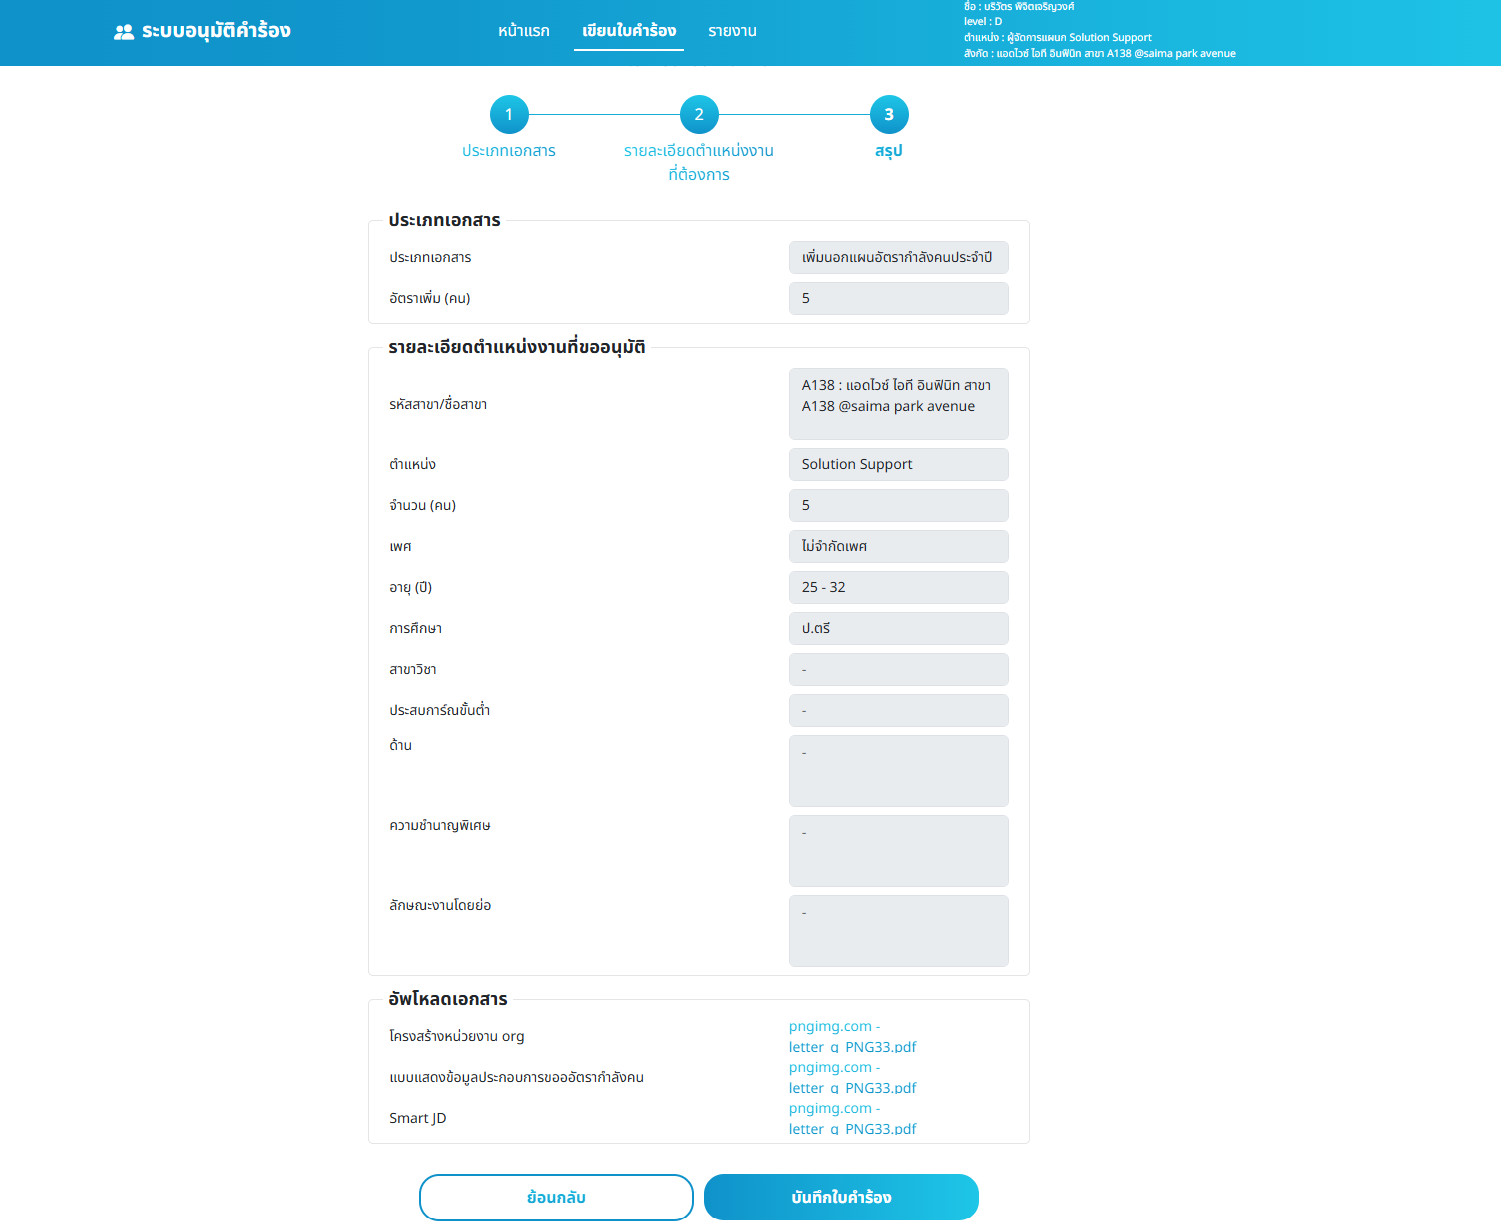 ระบบอนุมัติคำร้อง
หน้าแรก
เขียนใบคำร้อง
รายงาน
ชื่อ : บริวัตร พิจิตเจริญวงศ์
level : D
ตำแหน่ง : ผู้จัดการแผนก Solution Support
สังกัด : แอดไวซ์ ไอที อินฟินิท สาขา A138 @saima park avenue
1
2
3
ประเภทเอกสาร
รายละเอียดตำแหน่งงาน
ที่ต้องการ
สรุป
ประเภทเอกสาร
ประเภทเอกสาร
เพิ่มนอกแผนอัตรากำลังคนประจำปี
อัตราเพิ่ม (คน)
5
รายละเอียดตำแหน่งงานที่ขออนุมัติ
รหัสสาขา/ชื่อสาขา
A138 : แอดไวซ์ ไอที อินฟินิท สาขา
A138 @saima park avenue
ตำแหน่ง
Solution Support
จำนวน (คน)
5
เพศ
ไม่จำกัดเพศ
อายุ (ปี)
25 - 32
การศึกษา
ป.ตรี
สาขาวิชา
-
ประสบการ์ณขั้นต่ำ
-
ด้าน
-
ความชำนาญพิเศษ
-
ลักษณะงานโดยย่อ
-
อัพโหลดเอกสาร
โครงสร้างหน่วยงาน org
pngimg.com -
letter_q_PNG33.pdf
แบบแสดงข้อมูลประกอบการขออัตรากำลังคน
pngimg.com -
letter_q_PNG33.pdf
Smart JD
pngimg.com -
letter_q_PNG33.pdf
ย้อนกลับ
บันทึกใบคำร้อง